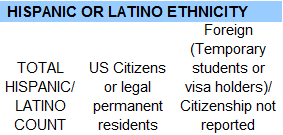 HISPANIC OR LATINO ETHNICITY
TOTAL
HISPANIC/
LATINO
COUNT
US Citizens
or legal
permanent
residents
Foreign
(Temporary
students or
visa holders)/
Citizenship not
reported